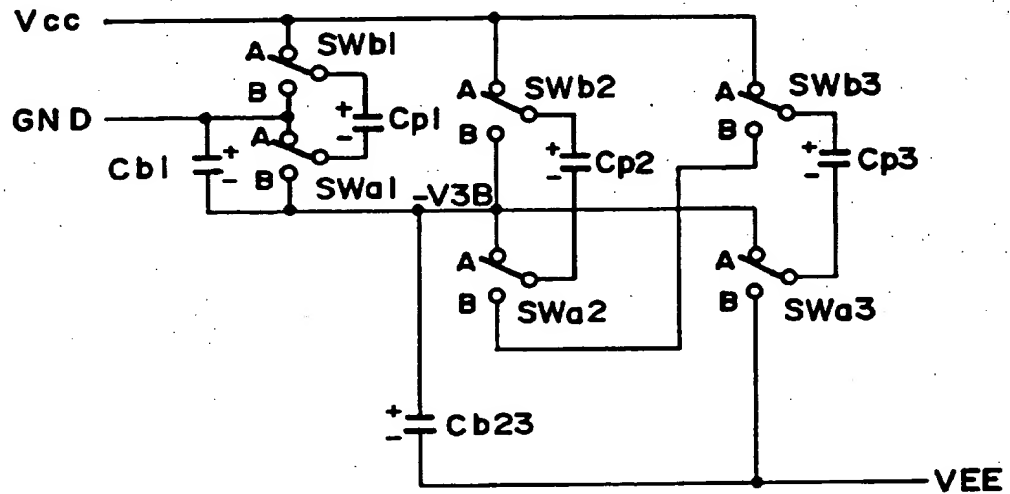 Vcc
A
SWb1
B
+
-
Cp1
GND
A
B
SWa1
Cb1
+
-
-V3B
A
SWb2
B
+
-
Cp2
A
B
SWa2
A
SWb3
B
+
-
Cp3
A
B
SWa3
+
-
Cb23
VEE